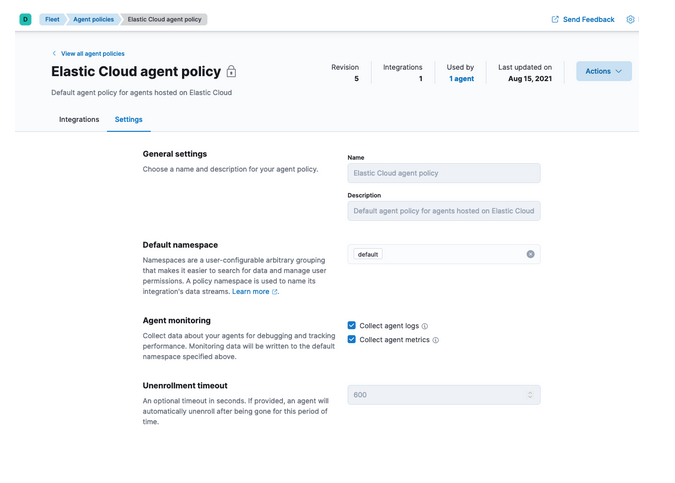 D Fleet Agent policies Elastic Cloud agent policy Send Feedback
View all agent policies
Elastic Cloud agent policy
Default agent policy for agents hosted on Elastic Cloud
Revision Integrations Used by Last updated on
5 1 1 agent Aug 15, 2021
Actions
Integrations Settings
General settings
Choose a name and description for your agent policy.
Name
Elastic Cloud agent policy
Description
Default agent policy for agents hosted on Elastic Cloud
Default namespace
Namespaces are a user-configurable arbitrary grouping
that makes it easier to search for data and manage user
permissions. A policy namespace is used to name its
integration's data streams. Learn more.
default
Agent monitoring
Collect data about your agents for debugging and tracking
performance. Monitoring data will be written to the default
namespace specified above.
Collect agent logs
Collect agent metrics
Unenrollment timeout
An optional timeout in seconds. If provided, an agent will
automatically unenroll after being gone for this period of
time.
600